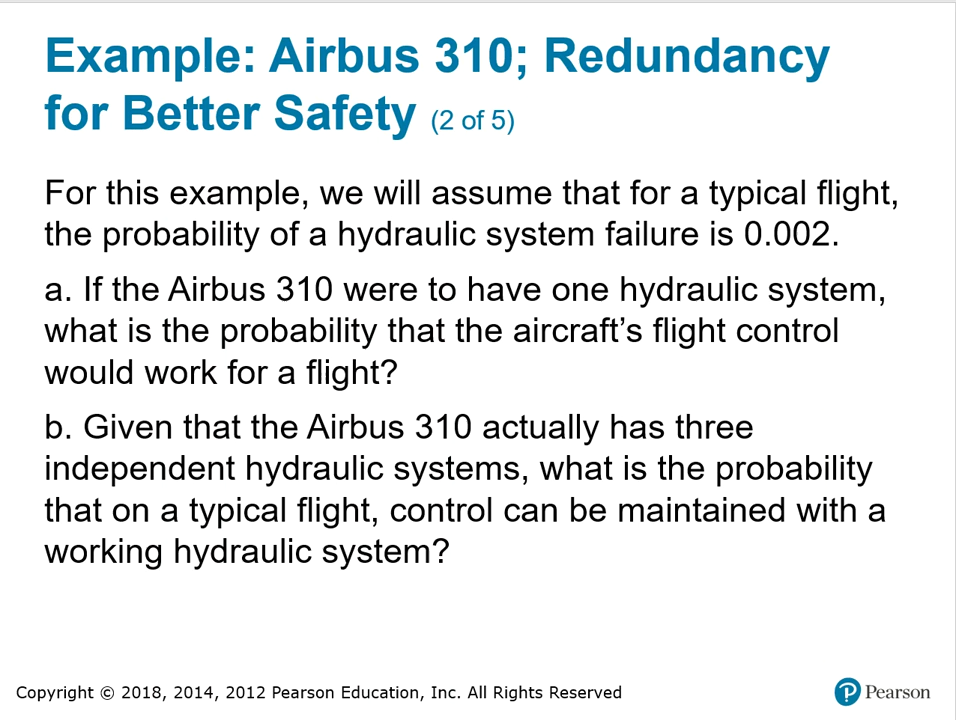 Example: Airbus 310; Redundancy
for Better Safety (2 of 5)
For this example, we will assume that for a typical flight,
the probability of a hydraulic system failure is 0.002.
a. If the Airbus 310 were to have one hydraulic system,
what is the probability that the aircraft’s flight control
would work for a flight?
b. Given that the Airbus 310 actually has three
independent hydraulic systems, what is the probability
that on a typical flight, control can be maintained with a
working hydraulic system?
Copyright © 2018, 2014, 2012 Pearson Education, Inc. All Rights Reserved
P Pearson